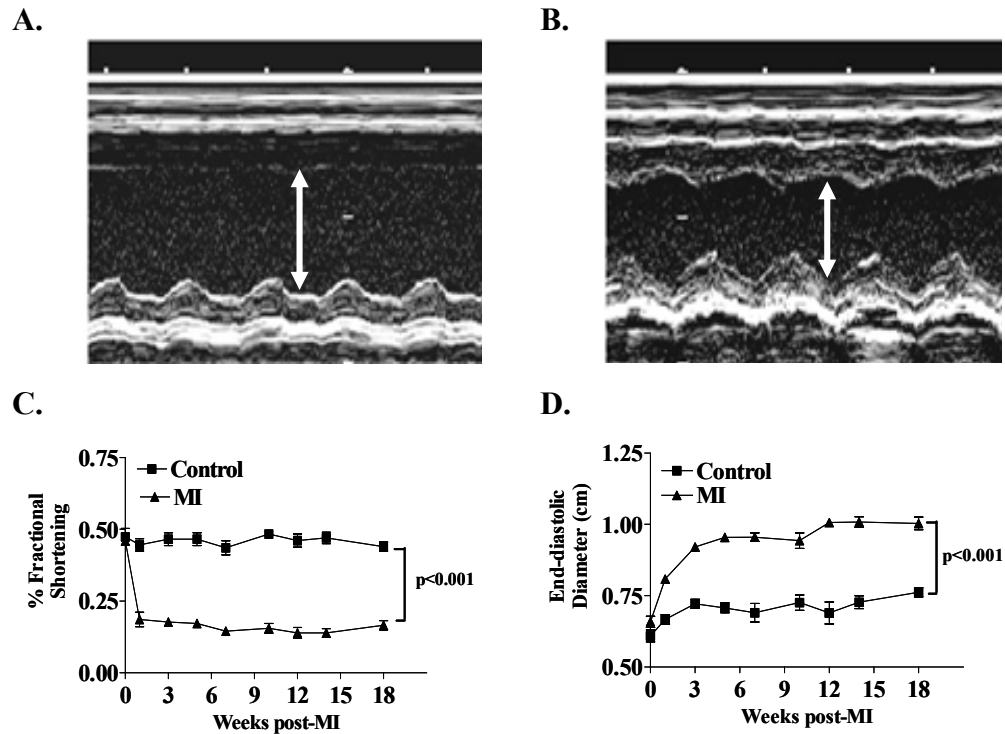 A.
B.
C.
D.
0.75
0.50
0.25
0.00
% Fractional
Shortening
Control
MI
p<0.001
0 3 6 9 12 15 18
Weeks post-MI
1.25
1.00
0.75
0.50
End-diastolic
Diameter (cm)
Control
MI
p<0.001
0 3 6 9 12 15 18
Weeks post-MI